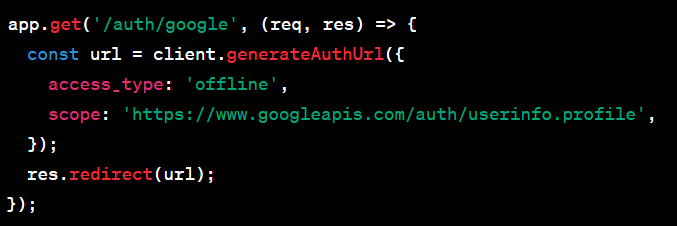 app.get('/auth/google', (req, res) => {
const url = client.generateAuthUrl({
access_type: 'offline',
scope: 'https://www.googleapis.com/auth/userinfo.profile',
});
res.redirect(url);
});